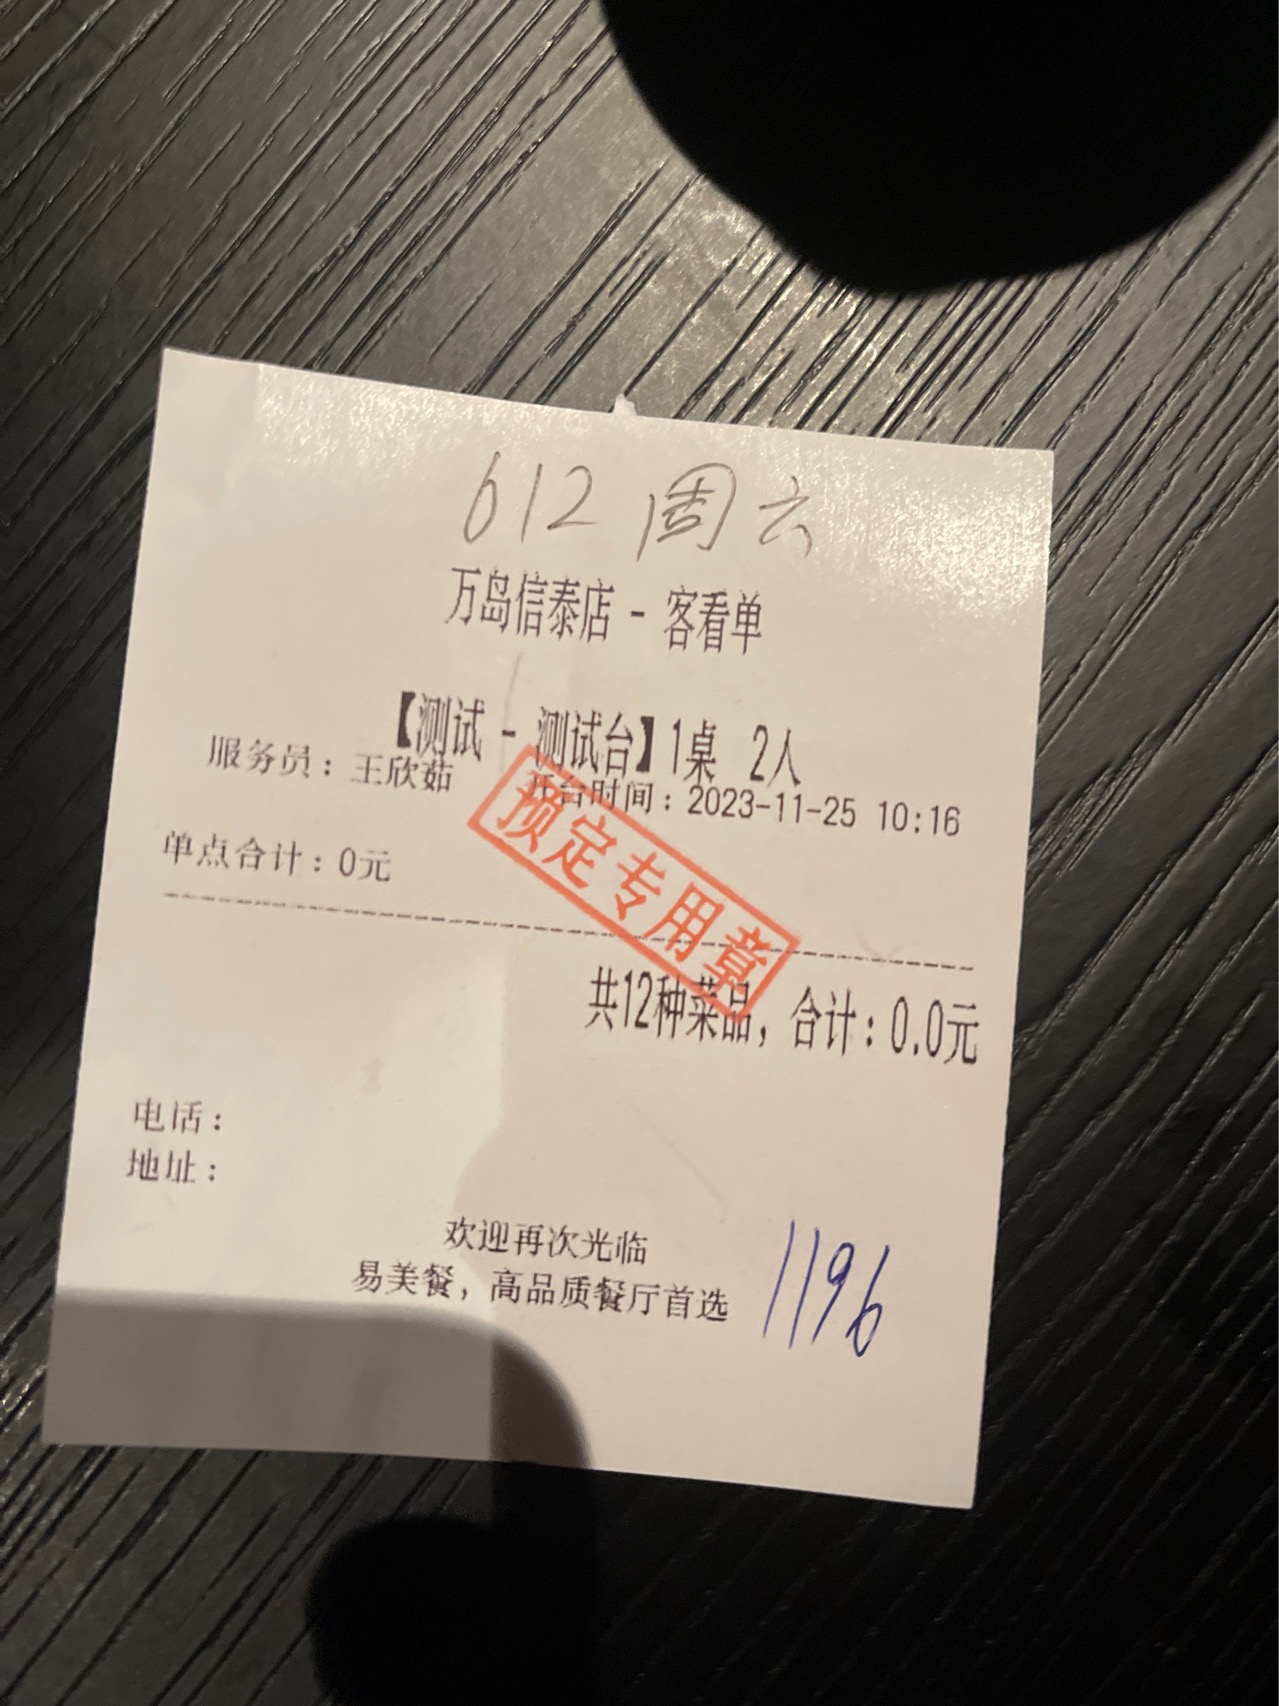 612 周云
万岛信泰店 - 客看单
【测试 - 测试台】1桌 2人
服务员：王欣茹 开台时间：2023-11-25 10:16
预定专用章
单点合计：0元
共12种菜品，合计：0.0元
电话：
地址：
欢迎再次光临
易美餐，高品质餐厅首选
1196